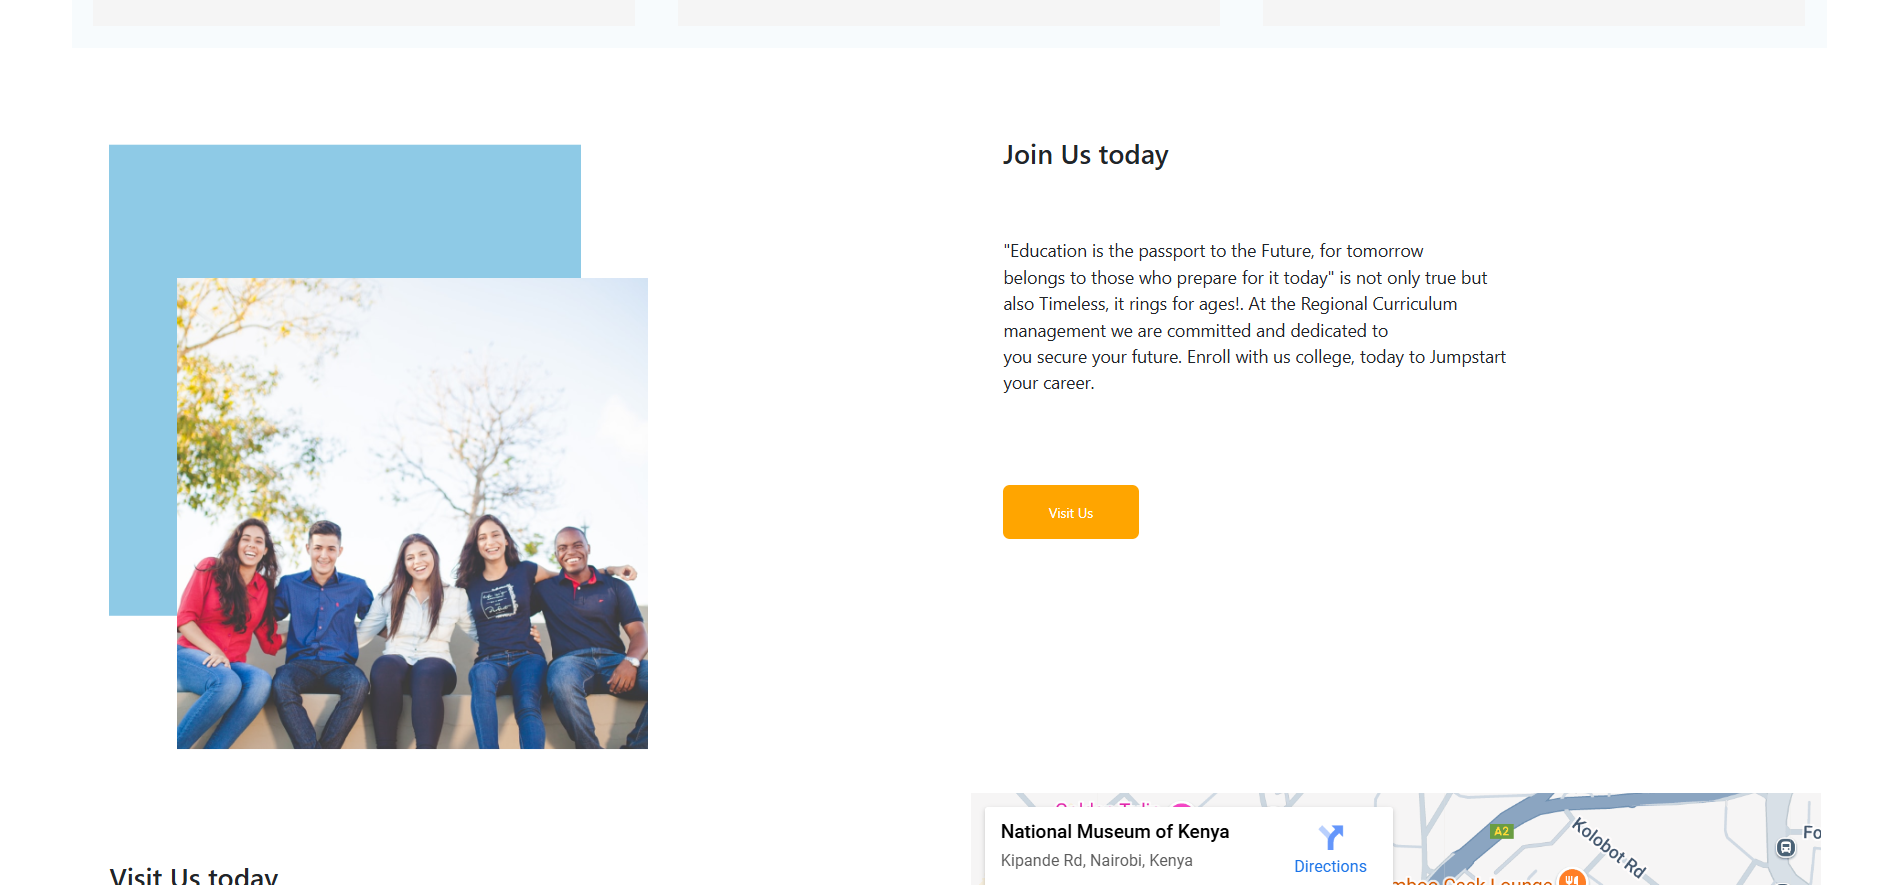 Join Us today
"Education is the passport to the Future, for tomorrow
belongs to those who prepare for it today" is not only true but
also Timeless, it rings for ages!. At the Regional Curriculum
management we are committed and dedicated to
you secure your future. Enroll with us college, today to Jumpstart
your career.
Visit Us
National Museum of Kenya
Kipande Rd, Nairobi, Kenya
Directions
A2
Kolobot Rd
Fo
Visit Us today